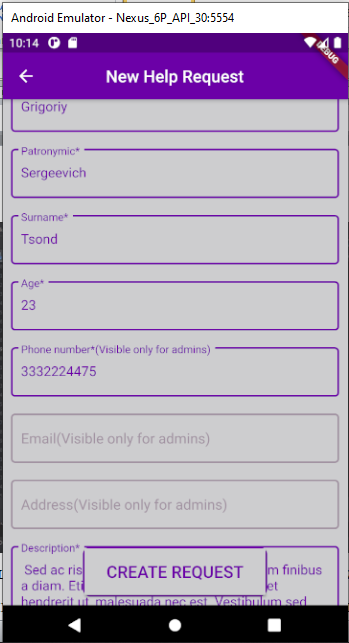 Android Emulator - Nexus_6P_API_30:5554
10:14
DEBUG
New Help Request
Grigoriy
Patronymic*
Sergeevich
Surname*
Tsond
Age*
23
Phone number*(Visible only for admins)
3332224475
Email(Visible only for admins)
Address(Visible only for admins)
Description*
Sed ac ris m finibus
a diam. Eti et
hendrerit ut, malesuada nec est. Vestibulum sed
CREATE REQUEST